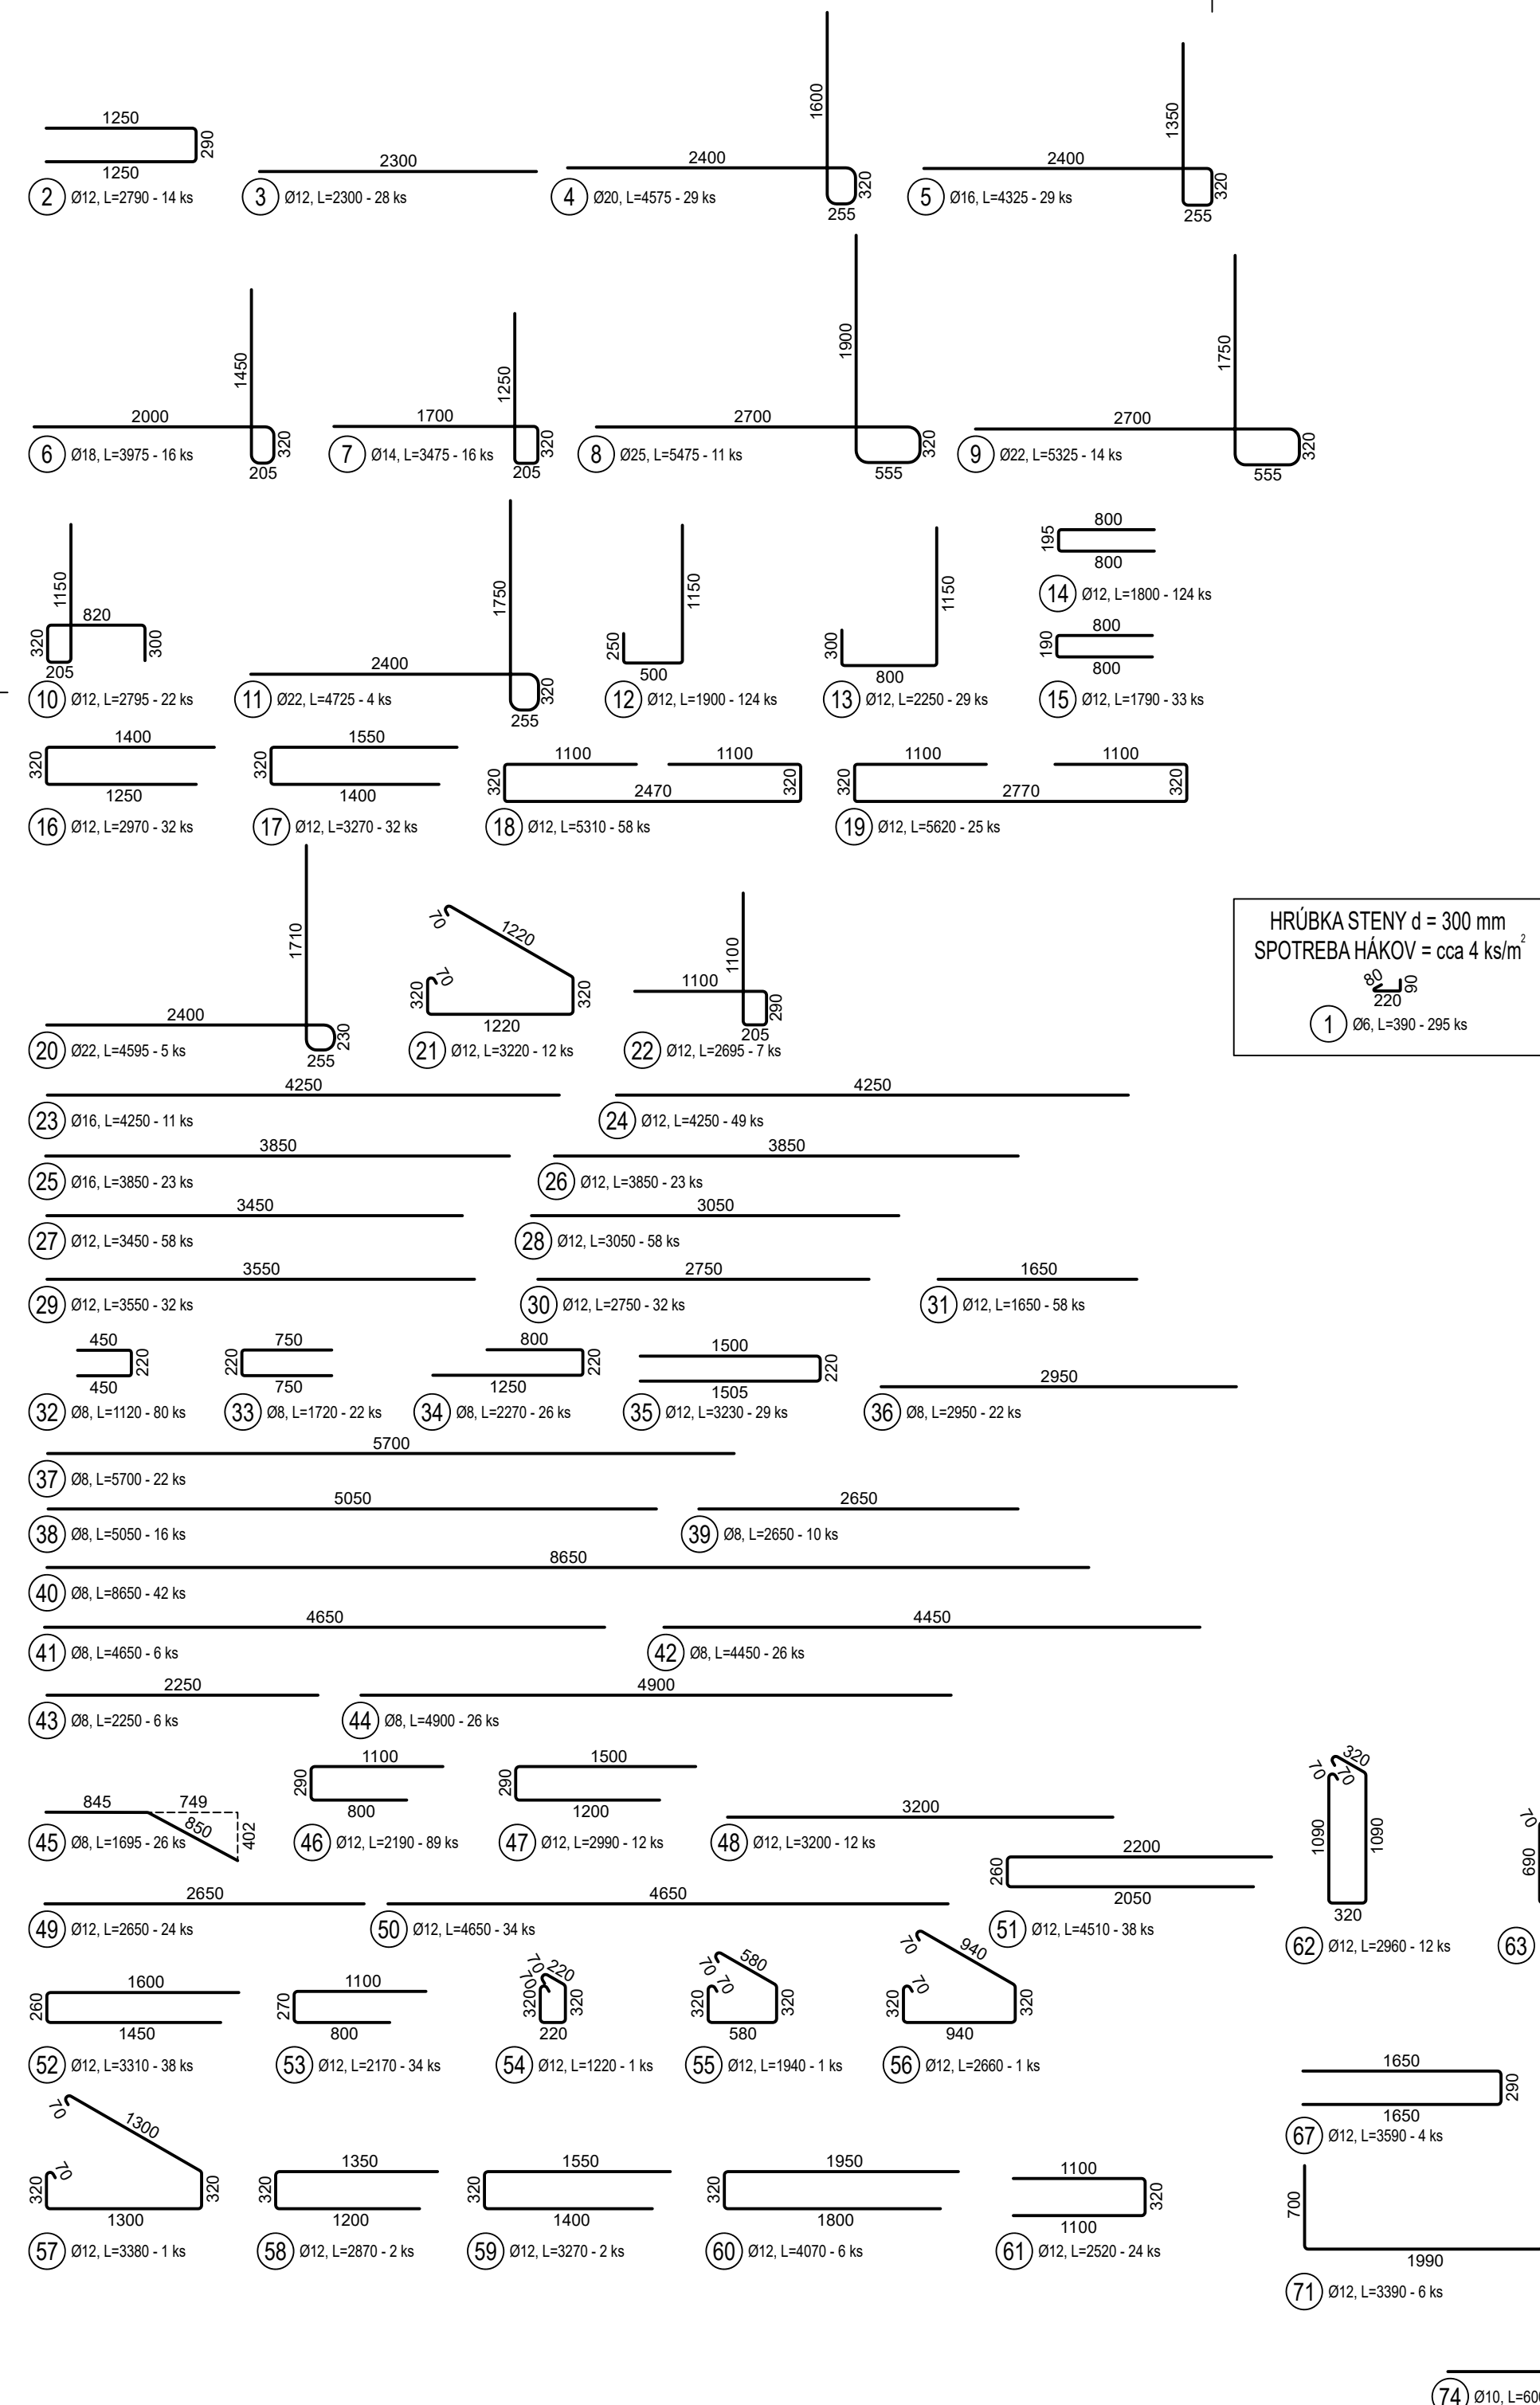 1250
290
1250
2 Ø12, L=2790 - 14 ks
2300
3 Ø12, L=2300 - 28 ks
1600
2400
320
255
4 Ø20, L=4575 - 29 ks
1350
2400
320
255
5 Ø16, L=4325 - 29 ks
1450
2000
320
205
6 Ø18, L=3975 - 16 ks
1250
1700
320
205
7 Ø14, L=3475 - 16 ks
1900
2700
320
555
8 Ø25, L=5475 - 11 ks
1750
2700
320
555
9 Ø22, L=5325 - 14 ks
1150
820
320
300
205
10 Ø12, L=2795 - 22 ks
1750
2400
320
255
11 Ø22, L=4725 - 4 ks
1150
250
500
12 Ø12, L=1900 - 124 ks
1150
300
800
13 Ø12, L=2250 - 29 ks
800
195
800
14 Ø12, L=1800 - 124 ks
800
190
800
15 Ø12, L=1790 - 33 ks
1400
320
1250
16 Ø12, L=2970 - 32 ks
1550
320
1400
17 Ø12, L=3270 - 32 ks
1100
1100
320
320
2470
18 Ø12, L=5310 - 58 ks
1100
1100
320
320
2770
19 Ø12, L=5620 - 25 ks
1710
2400
230
255
20 Ø22, L=4595 - 5 ks
70
1220
70
320
320
1220
21 Ø12, L=3220 - 12 ks
1100
1100
290
205
22 Ø12, L=2695 - 7 ks
HRÚBKA STENY d = 300 mm
SPOTREBA HÁKOV = cca 4 ks/m²
80
90
220
1 Ø6, L=390 - 295 ks
4250
23 Ø16, L=4250 - 11 ks
4250
24 Ø12, L=4250 - 49 ks
3850
25 Ø16, L=3850 - 23 ks
3850
26 Ø12, L=3850 - 23 ks
3450
27 Ø12, L=3450 - 58 ks
3050
28 Ø12, L=3050 - 58 ks
3550
29 Ø12, L=3550 - 32 ks
2750
30 Ø12, L=2750 - 32 ks
1650
31 Ø12, L=1650 - 58 ks
450
220
450
32 Ø8, L=1120 - 80 ks
750
220
750
33 Ø8, L=1720 - 22 ks
800
220
1250
34 Ø8, L=2270 - 26 ks
1500
220
1505
35 Ø12, L=3230 - 29 ks
2950
36 Ø8, L=2950 - 22 ks
5700
37 Ø8, L=5700 - 22 ks
5050
38 Ø8, L=5050 - 16 ks
2650
39 Ø8, L=2650 - 10 ks
8650
40 Ø8, L=8650 - 42 ks
4650
41 Ø8, L=4650 - 6 ks
4450
42 Ø8, L=4450 - 26 ks
2250
43 Ø8, L=2250 - 6 ks
4900
44 Ø8, L=4900 - 26 ks
845
749
850
402
45 Ø8, L=1695 - 26 ks
1100
290
800
46 Ø12, L=2190 - 89 ks
1500
290
1200
47 Ø12, L=2990 - 12 ks
3200
48 Ø12, L=3200 - 12 ks
2650
49 Ø12, L=2650 - 24 ks
4650
50 Ø12, L=4650 - 34 ks
2200
260
2050
51 Ø12, L=4510 - 38 ks
320
70
70
1090
1090
320
62 Ø12, L=2960 - 12 ks
70
690
63
1600
260
1450
52 Ø12, L=3310 - 38 ks
1100
270
800
53 Ø12, L=2170 - 34 ks
70
220
70
320
320
220
54 Ø12, L=1220 - 1 ks
70
580
70
320
320
580
55 Ø12, L=1940 - 1 ks
70
940
70
320
320
940
56 Ø12, L=2660 - 1 ks
70
1300
70
320
320
1300
57 Ø12, L=3380 - 1 ks
1350
320
1200
58 Ø12, L=2870 - 2 ks
1550
320
1400
59 Ø12, L=3270 - 2 ks
1950
320
1800
60 Ø12, L=4070 - 6 ks
1100
320
1100
61 Ø12, L=2520 - 24 ks
1650
290
1650
67 Ø12, L=3590 - 4 ks
700
1990
71 Ø12, L=3390 - 6 ks
74 Ø10,